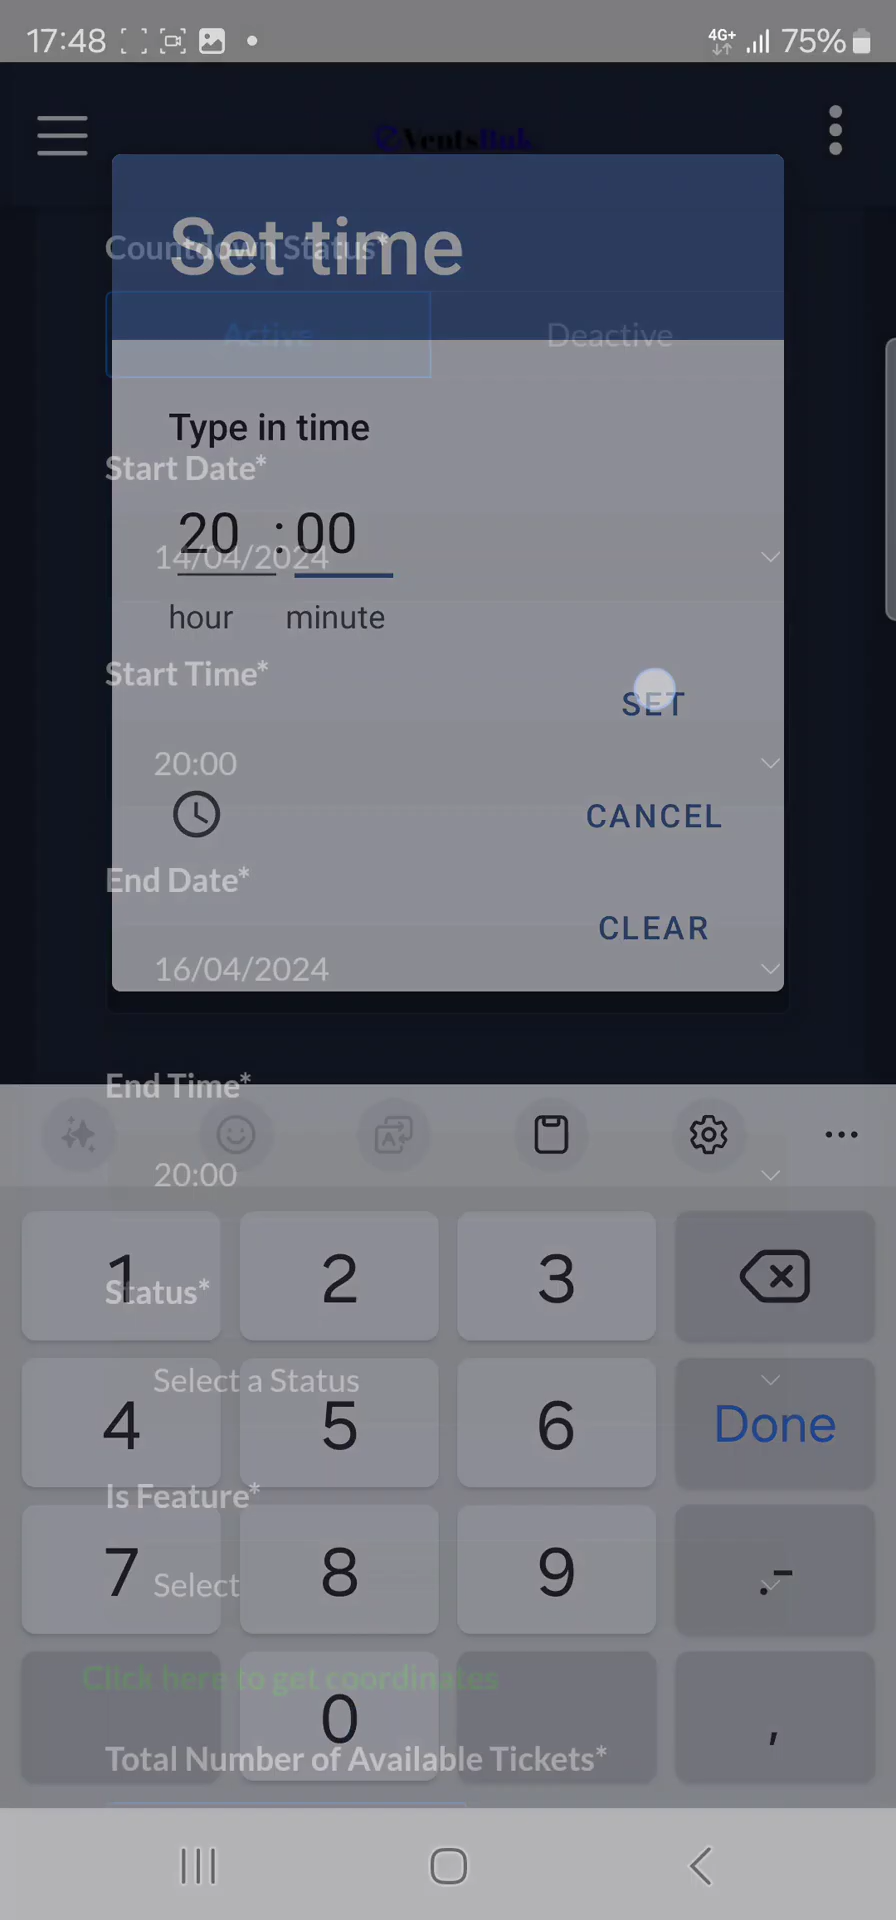 17:48
4G+
75%
Ventslink
Set time
Countdown Status*
Active
Deactive
Type in time
Start Date*
20 : 00
14/04/2024
hour minute
Start Time*
SET
20:00
CANCEL
End Date*
CLEAR
16/04/2024
End Time*
20:00
1 2 3
Status*
Select a Status
4 5 6 Done
Is Feature*
7 8 9 .-
Select
Click here to get coordinates
0 ,
Total Number of Available Tickets*